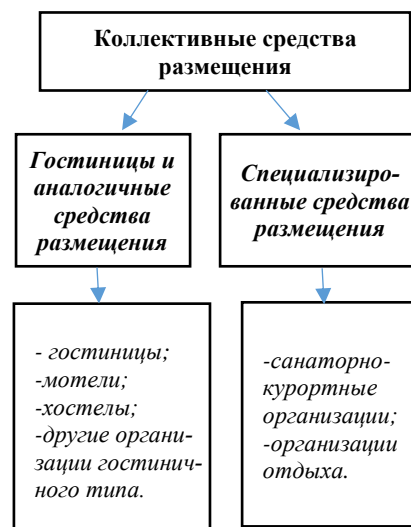 Коллективные средства
размещения
Гостиницы и
аналогичные
средства
размещения
Специализиро-
ванные средства
размещения
- гостиницы;
-мотели;
-хостелы;
-другие органи-
зации гостинич-
ного типа.
-санаторно-
курортные
организации;
-организации
отдыха.